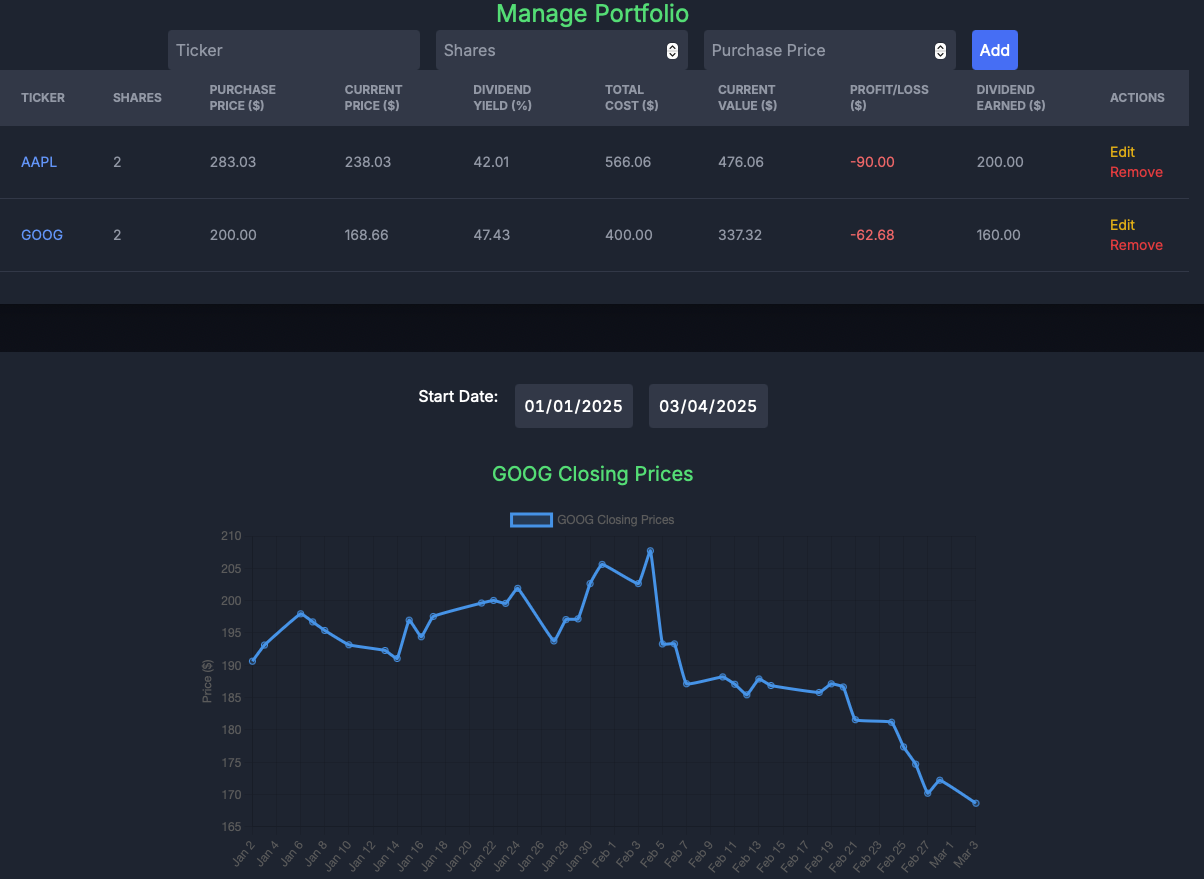 Manage Portfolio
Ticker Shares Purchase Price Add
TICKER SHARES PURCHASE PRICE ($) CURRENT PRICE ($) DIVIDEND YIELD (%) TOTAL COST ($) CURRENT VALUE ($) PROFIT/LOSS ($) DIVIDEND EARNED ($) ACTIONS
AAPL 2 283.03 238.03 42.01 566.06 476.06 -90.00 200.00 Edit
Remove
GOOG 2 200.00 168.66 47.43 400.00 337.32 -62.68 160.00 Edit
Remove
Start Date: 01/01/2025 03/04/2025
GOOG Closing Prices
GOOG Closing Prices
210
205
200
195
190
185
180
175
170
165
Price ($)
Jan 2 Jan 4 Jan 6 Jan 8 Jan 10 Jan 12 Jan 14 Jan 16 Jan 18 Jan 20 Jan 22 Jan 24 Jan 26 Jan 28 Jan 30 Feb 1 Feb 3 Feb 5 Feb 7 Feb 9 Feb 11 Feb 13 Feb 15 Feb 17 Feb 19 Feb 21 Feb 23 Feb 25 Feb 27 Mar 1 Mar 3